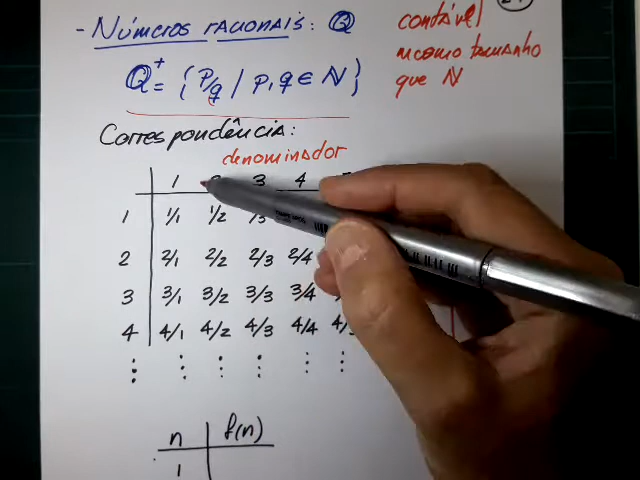 - Números racionais: Q
contável
mesmo tamanho
que N
Q⁺ = { p/q / p, q ∈ N }
Correspondência:
denominador
1 3 4
1 1/1 1/2
2 2/1 2/2 2/3 2/4
3 3/1 3/2 3/3 3/4
4 4/1 4/2 4/3 4/4
⋮ ⋮ ⋮ ⋮ ⋮ ⋮
n f(n)
1